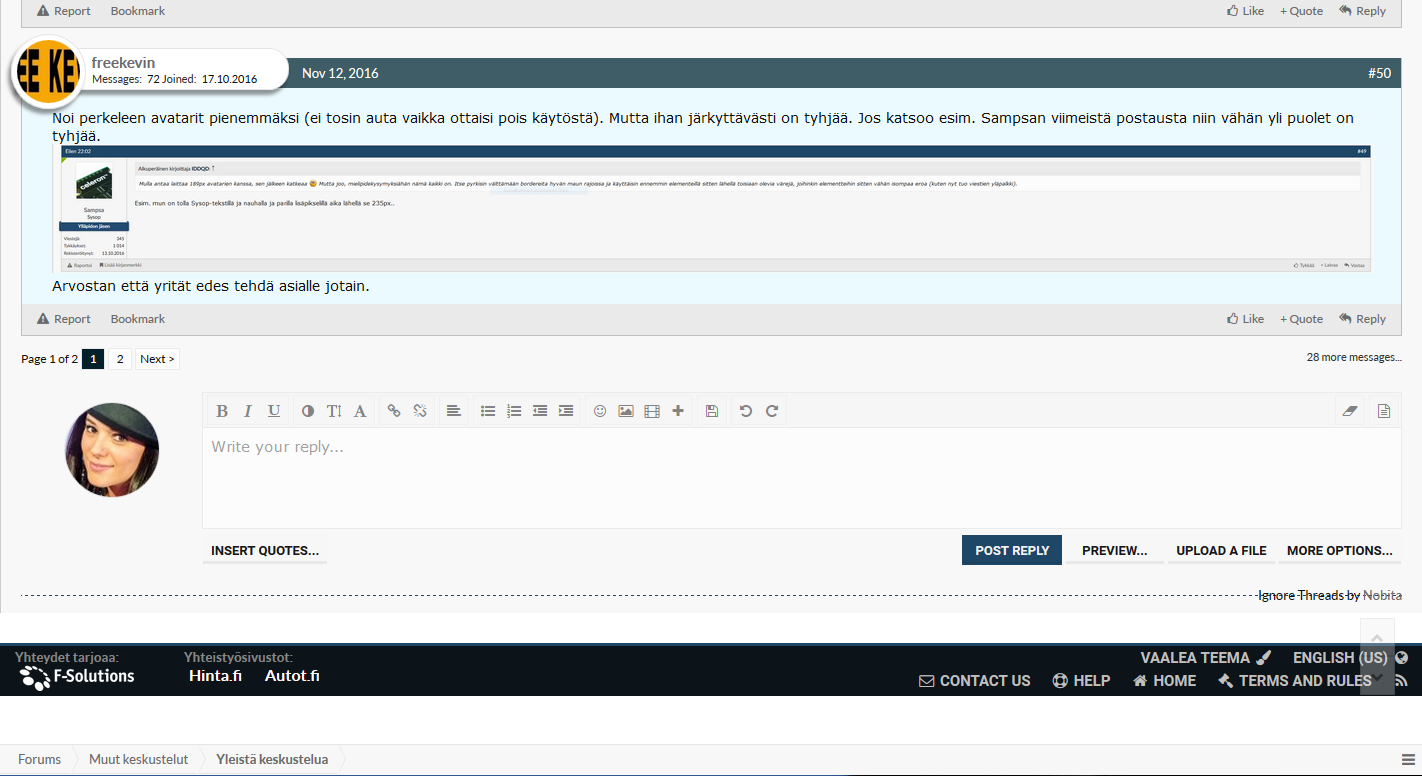 Report Bookmark Like + Quote Reply
EE KE
freekevin
Messages: 72 Joined: 17.10.2016
Nov 12, 2016 #50
Noi perkeleen avatarit pienemmäksi (ei tosin auta vaikka ottaisi pois käytöstä). Mutta ihan järkyttävästi on tyhjää. Jos katsoo esim. Sampsan viimeistä postausta niin vähän yli puolet on
tyhjää.
Eilen 22:02 #49
celeron
Alkuperäinen kirjoittaja IDDQD: ↑
Mulla antaa laittaa 189px avatarien kanssa, sen jälkeen katkeaa Mutta joo, mielipidekysymyksiähän nämä kaikki on. Itse pyrkisin välttämään bordereita hyvän maun rajoissa ja käyttäisin ennemmin elementeillä sitten lähellä toisiaan olevia värejä, joihinkin elementteihin sitten vähän isompaa eroa (kuten nyt tuo viestien yläpalkki).
Esim. mun on tolla Sysop-tekstillä ja nauhalla ja parilla lisäpikselillä aika lähellä se 235px..
Sampsa
Sysop
Ylläpidon jäsen
Viestejä: 345
Tykkäykset: 1 014
Rekisteröitynyt: 13.10.2016
Raportoi Lisää kirjanmerkki Tykkää + Lainaa Vastaa
Arvostan että yrität edes tehdä asialle jotain.
Report Bookmark Like + Quote Reply
Page 1 of 2 1 2 Next > 28 more messages...
B I U T A
Write your reply...
INSERT QUOTES... POST REPLY PREVIEW... UPLOAD A FILE MORE OPTIONS...
Ignore Threads by Nobita
Yhteydet tarjoaa: Yhteistyösivustot: VAALEA TEEMA ENGLISH (US)
F-Solutions Hinta.fi Autot.fi CONTACT US HELP HOME TERMS AND RULES
Forums Muut keskustelut Yleistä keskustelua